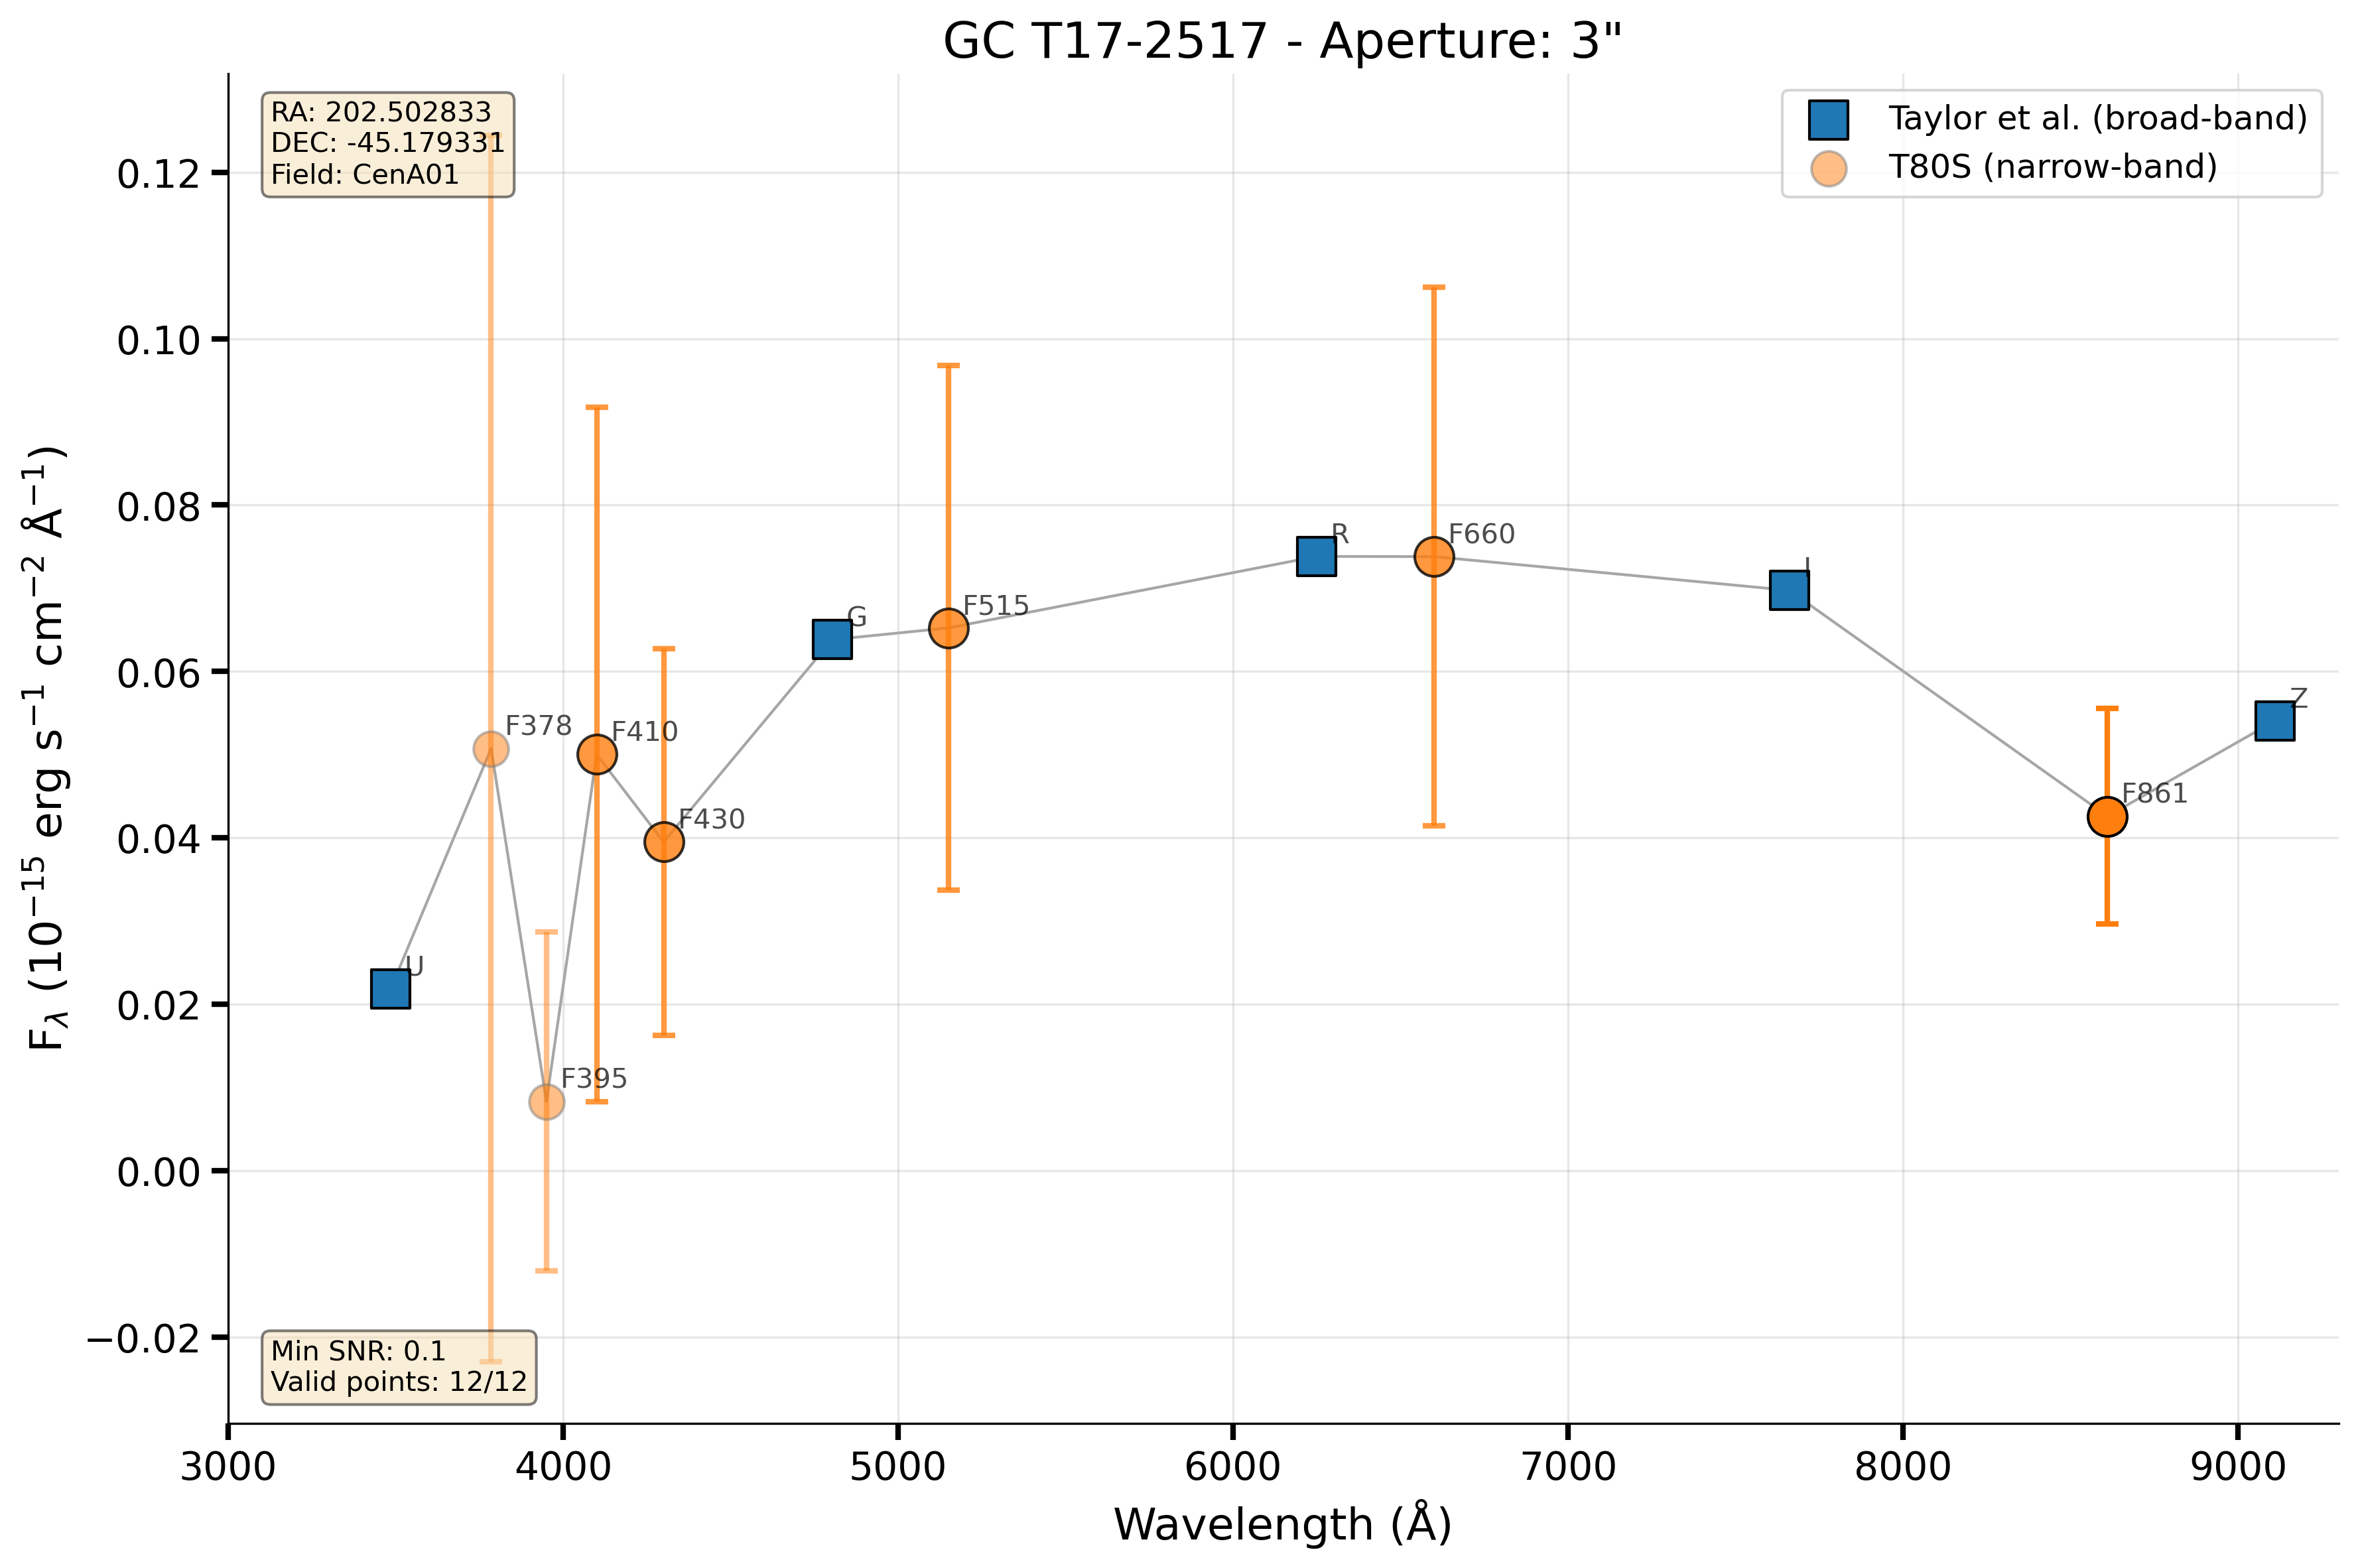 GC T17-2517 - Aperture: 3"
RA: 202.502833
DEC: -45.179331
Field: CenA01
Taylor et al. (broad-band)
T80S (narrow-band)
0.12
0.10
0.08
0.06
0.04
0.02
0.00
−0.02
F_λ (10⁻¹⁵ erg s⁻¹ cm⁻² Å⁻¹)
U
F378
F395
F410
F430
G
F515
R
F660
I
F861
Z
Min SNR: 0.1
Valid points: 12/12
3000 4000 5000 6000 7000 8000 9000
Wavelength (Å)